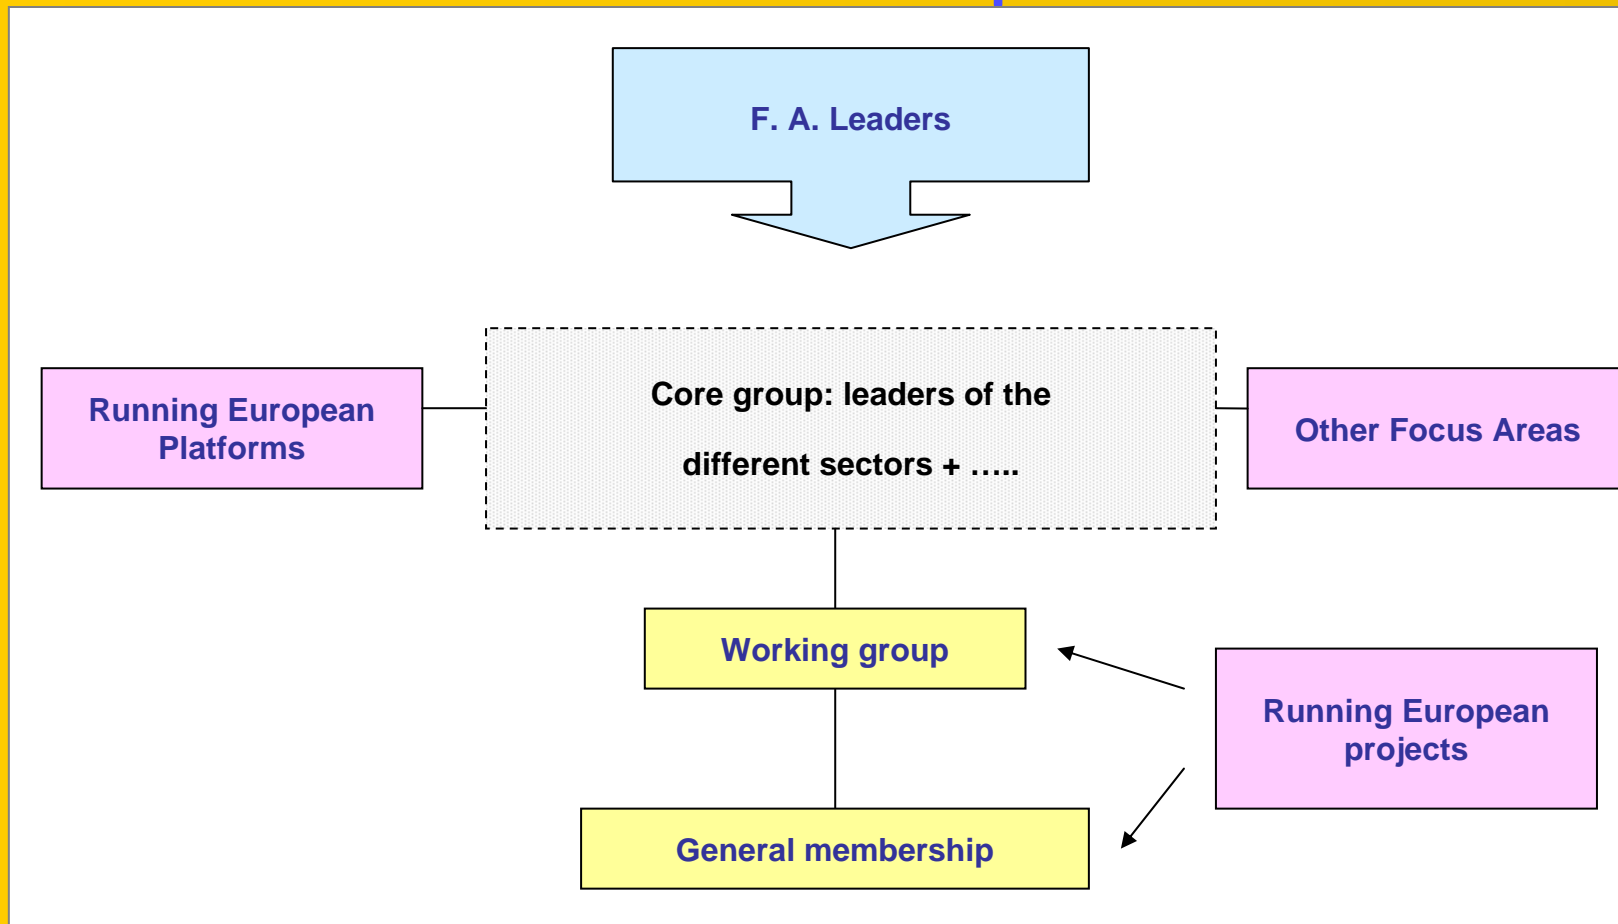 F. A. Leaders
Running European
Platforms
Core group: leaders of the
different sectors + .....
Other Focus Areas
Working group
Running European
projects
General membership